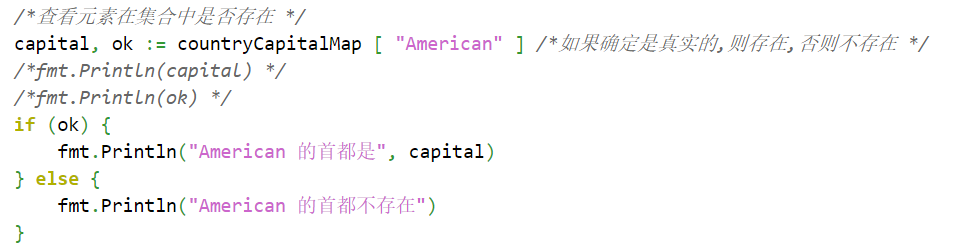 /*查看元素在集合中是否存在 */
capital, ok := countryCapitalMap [ "American" ] /*如果确定是真实的,则存在,否则不存在 */
/*fmt.Println(capital) */
/*fmt.Println(ok) */
if (ok) {
    fmt.Println("American 的首都是", capital)
} else {
    fmt.Println("American 的首都不存在")
}